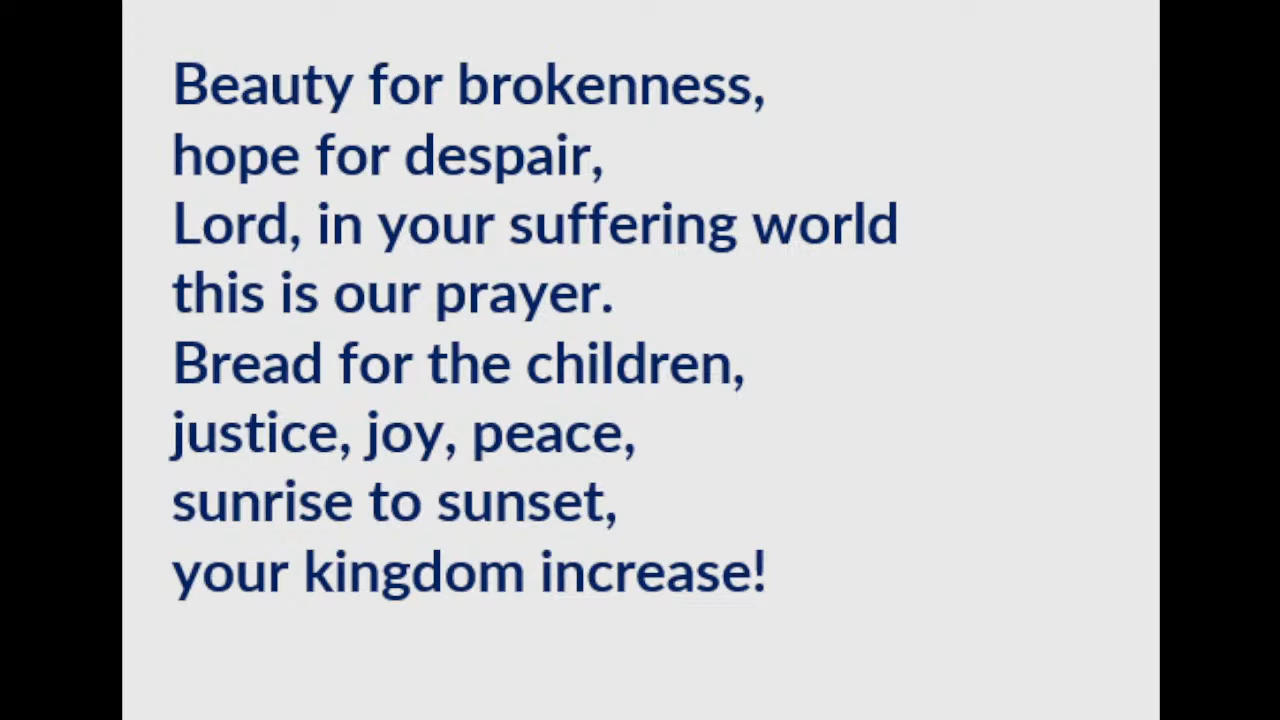 Beauty for brokenness,
hope for despair,
Lord, in your suffering world
this is our prayer.
Bread for the children,
justice, joy, peace,
sunrise to sunset,
your kingdom increase!